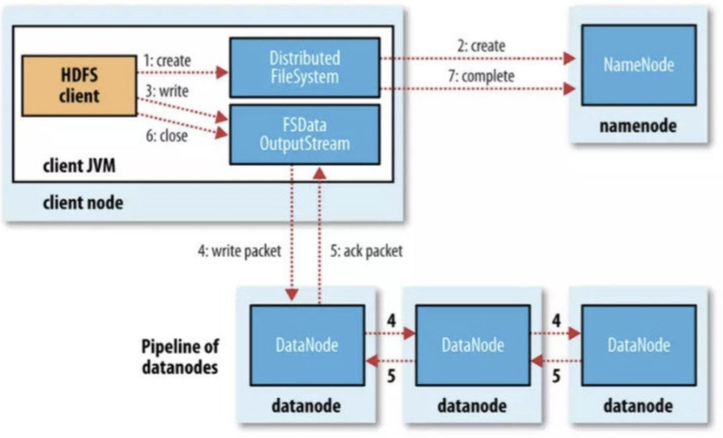 HDFS
client
1: create
3: write
6: close
Distributed
FileSystem
FSData
OutputStream
client JVM
client node
2: create
7: complete
NameNode
namenode
4: write packet
5: ack packet
Pipeline of
datanodes
DataNode
datanode
4
5
DataNode
datanode
4
5
DataNode
datanode